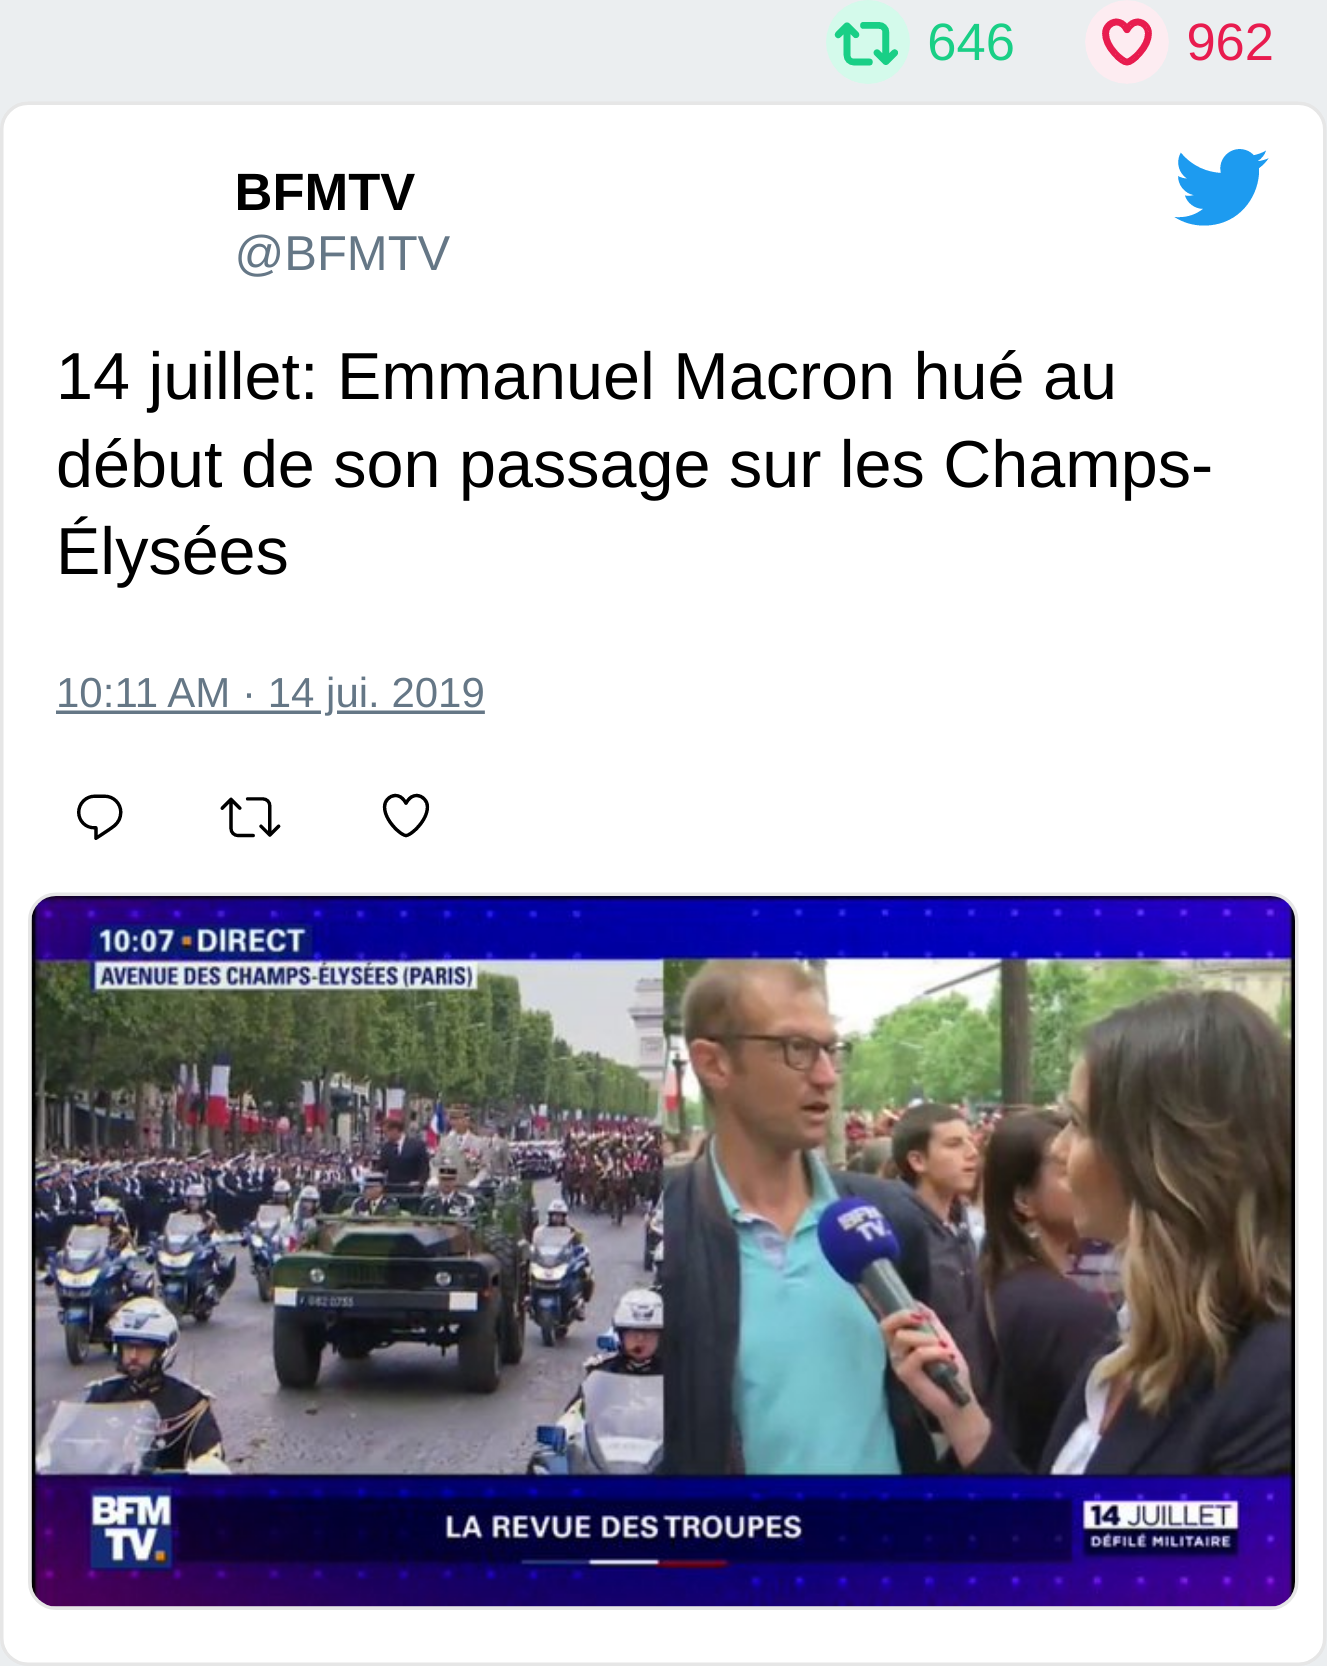 646 962
BFMTV
@BFMTV
14 juillet: Emmanuel Macron hué au
début de son passage sur les Champs-
Élysées
10:11 AM · 14 jui. 2019
10:07 DIRECT
AVENUE DES CHAMPS-ÉLYSÉES (PARIS)
BFM
TV.
BFM
TV.
LA REVUE DES TROUPES
14 JUILLET
DÉFILÉ MILITAIRE